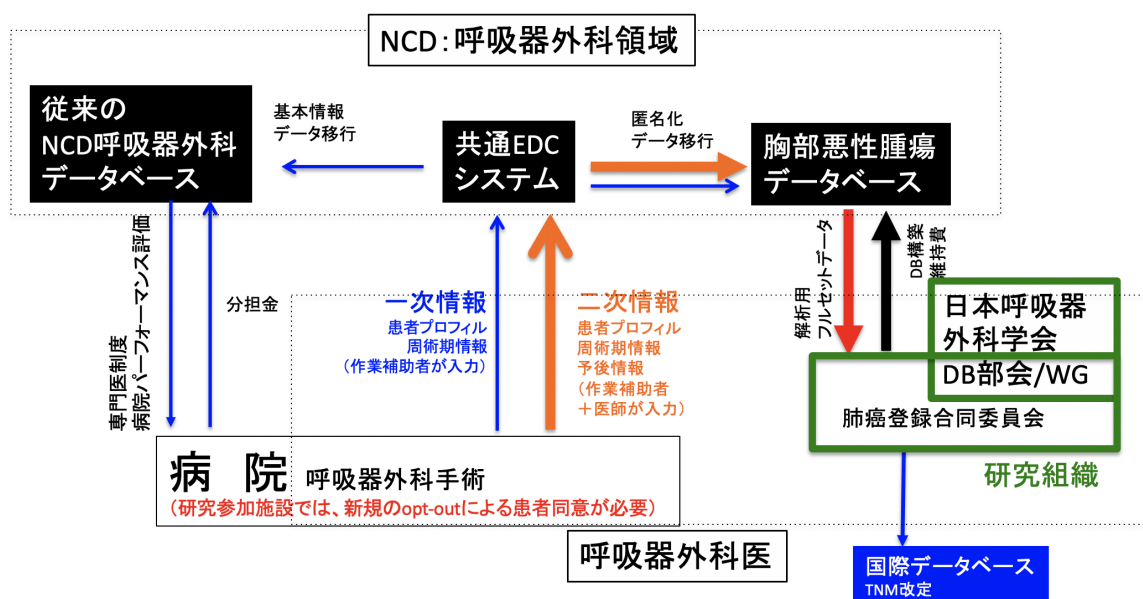 NCD：呼吸器外科領域
従来の
NCD呼吸器外科
データベース
基本情報
データ移行
共通EDC
システム
匿名化
データ移行
胸部悪性腫瘍
データベース
専門医制度
病院パーフォーマンス評価
分担金
一次情報
患者プロフィル
周術期情報
（作業補助者が入力）
二次情報
患者プロフィル
周術期情報
予後情報
（作業補助者
＋医師が入力）
解析用
フルセットデータ
DB構築
維持費
日本呼吸器
外科学会
DB部会/WG
肺癌登録合同委員会
研究組織
病　院 呼吸器外科手術
（研究参加施設では、新規のopt-outによる患者同意が必要）
呼吸器外科医
国際データベース
TNM改定